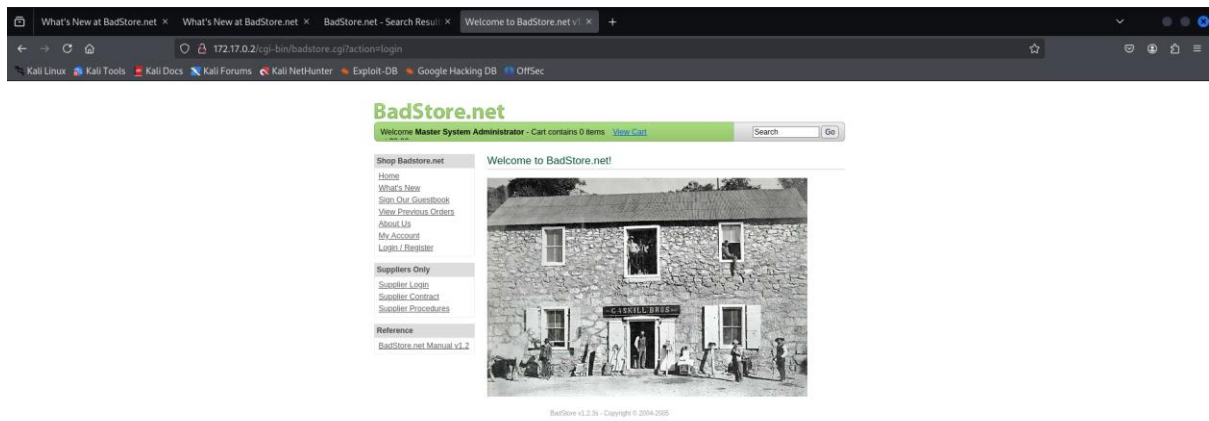 What's New at BadStore.net ×
What's New at BadStore.net ×
BadStore.net - Search Resul ×
Welcome to BadStore.net v1 ×
172.17.0.2/cgi-bin/badstore.cgi?action=login
Kali Linux
Kali Tools
Kali Docs
Kali Forums
Kali NetHunter
Exploit-DB
Google Hacking DB
OffSec
BadStore.net
Welcome Master System Administrator - Cart contains 0 items View Cart
Search
Go
Shop Badstore.net
Home
What's New
Sign Our Guestbook
View Previous Orders
About Us
My Account
Login / Register
Suppliers Only
Supplier Login
Supplier Contract
Supplier Procedures
Reference
BadStore.net Manual v1.2
Welcome to BadStore.net!
GASKILL BROS
BadStore v1.2.3s - Copyright © 2004-2005